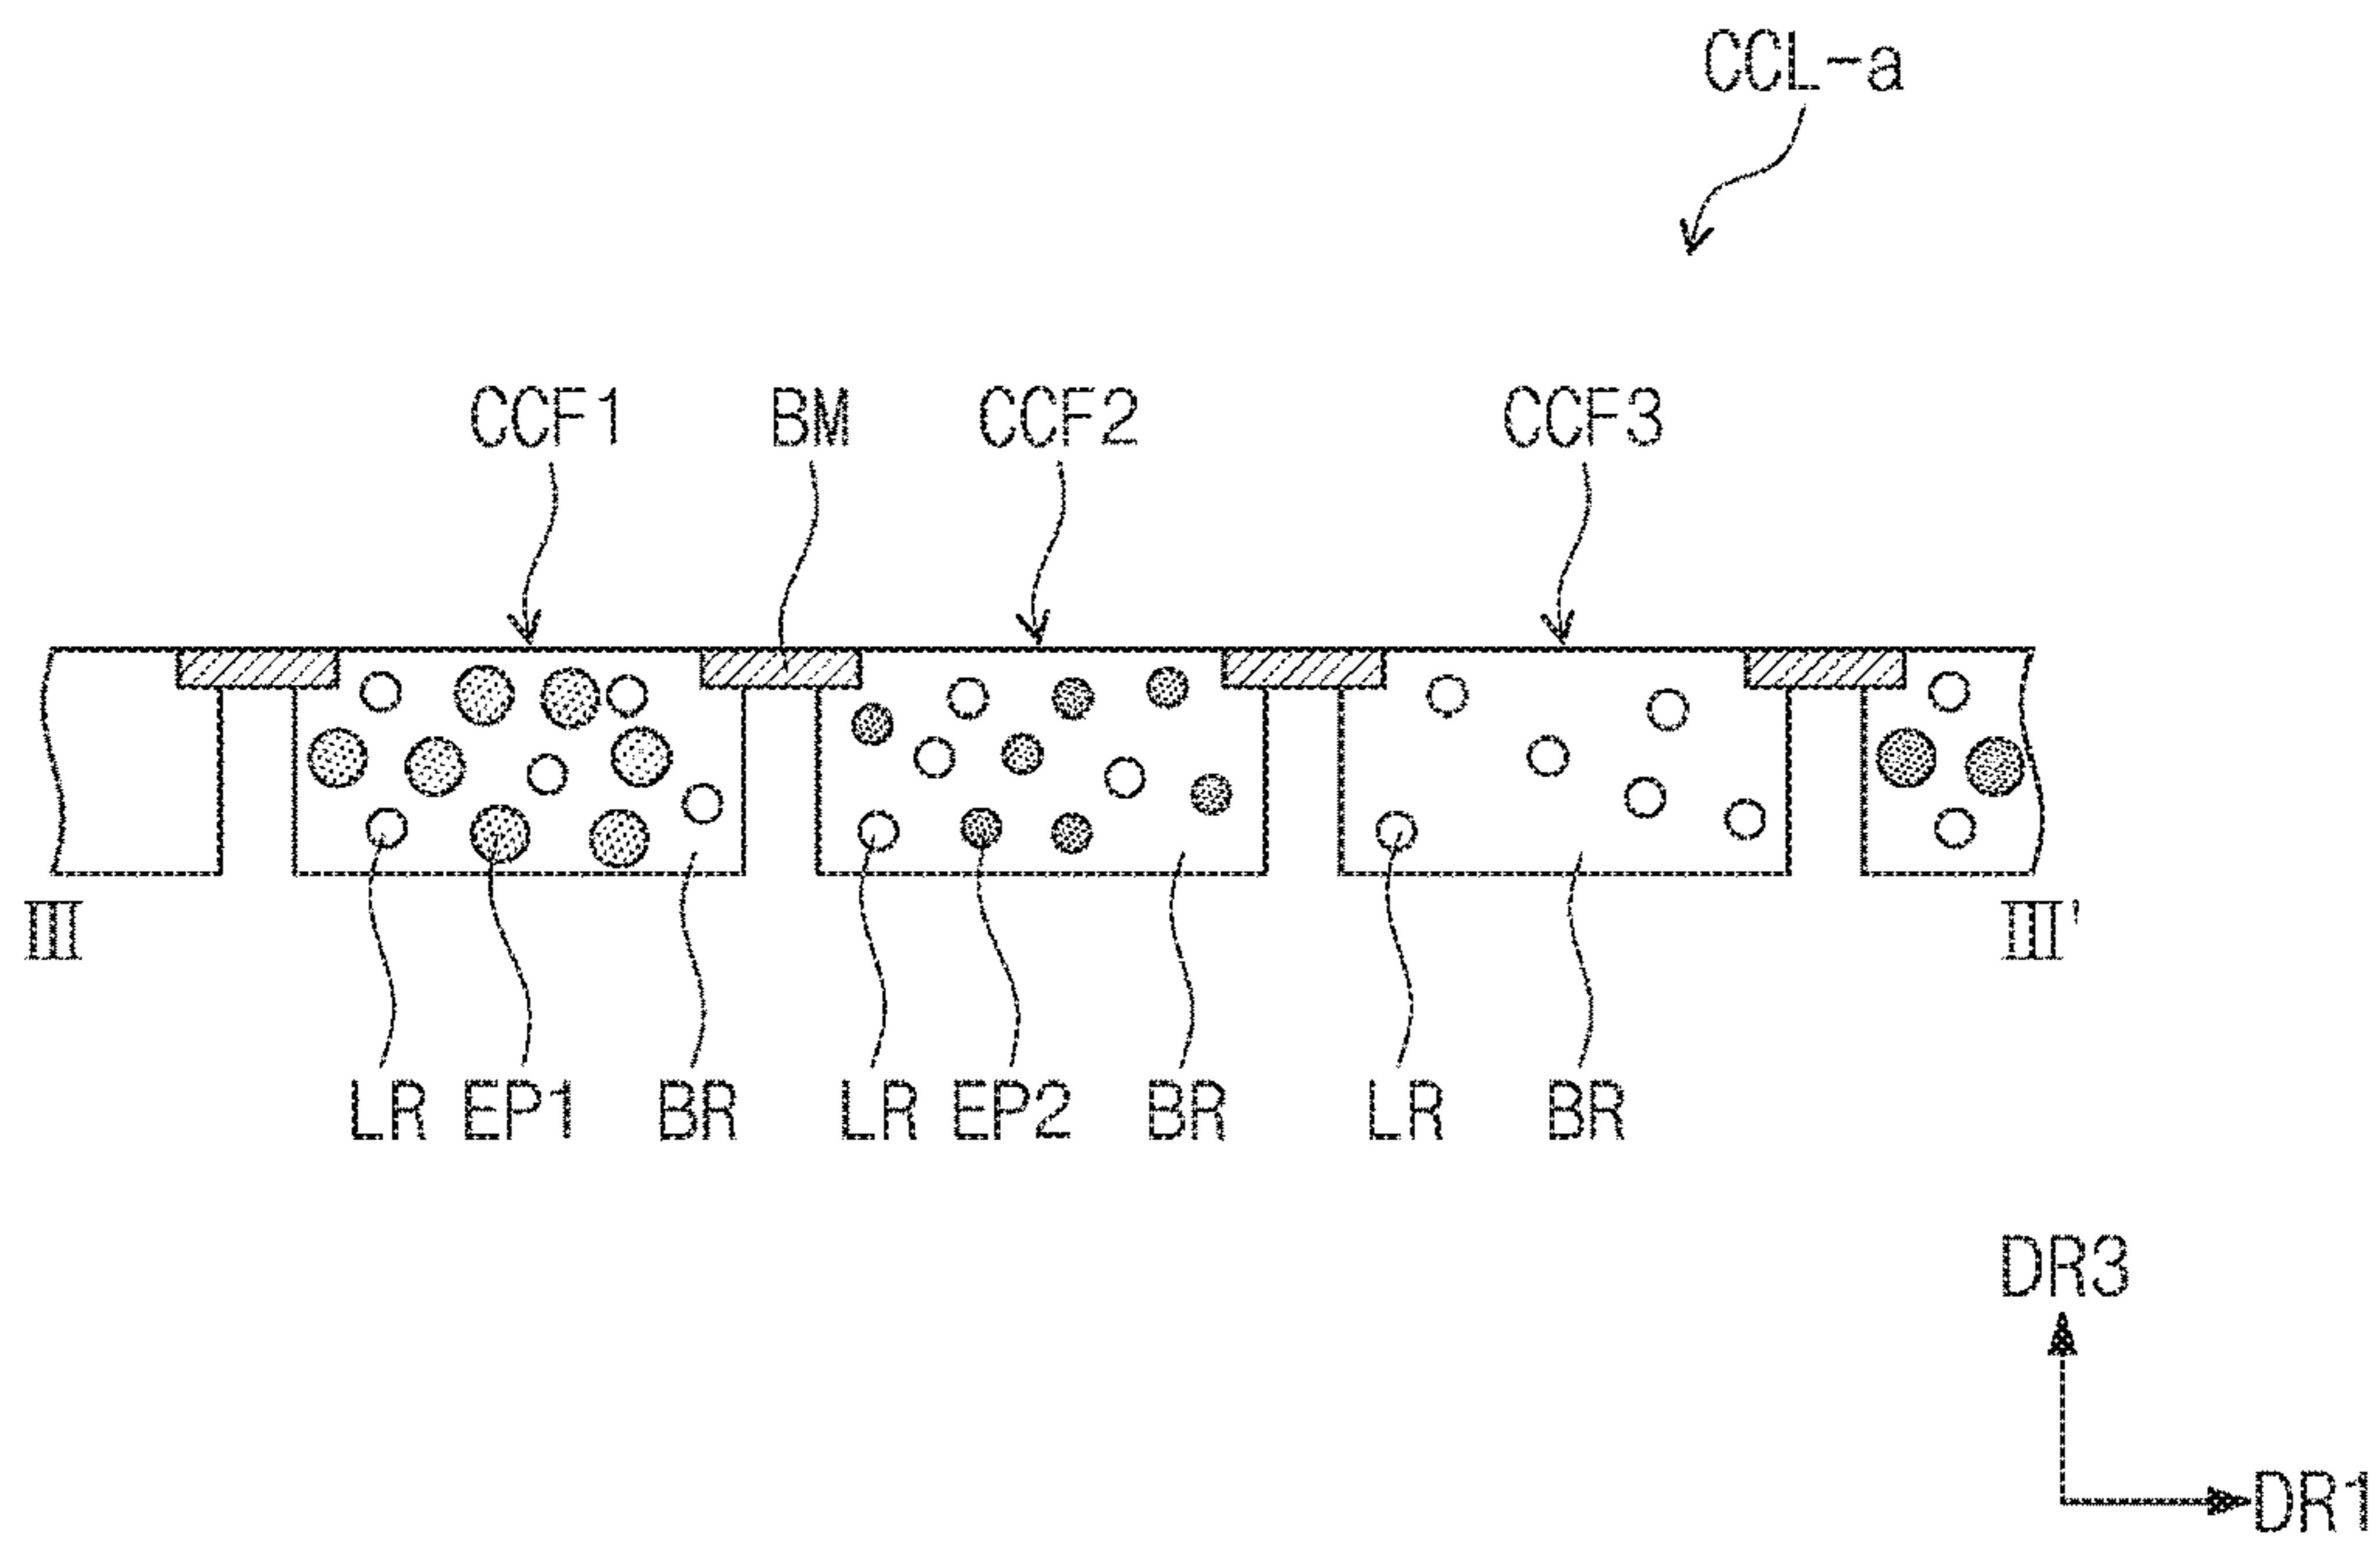 CCL-a
CCF1 BM CCF2 CCF3
III III'
LR EP1 BR LR EP2 BR LR BR
DR3
DR1